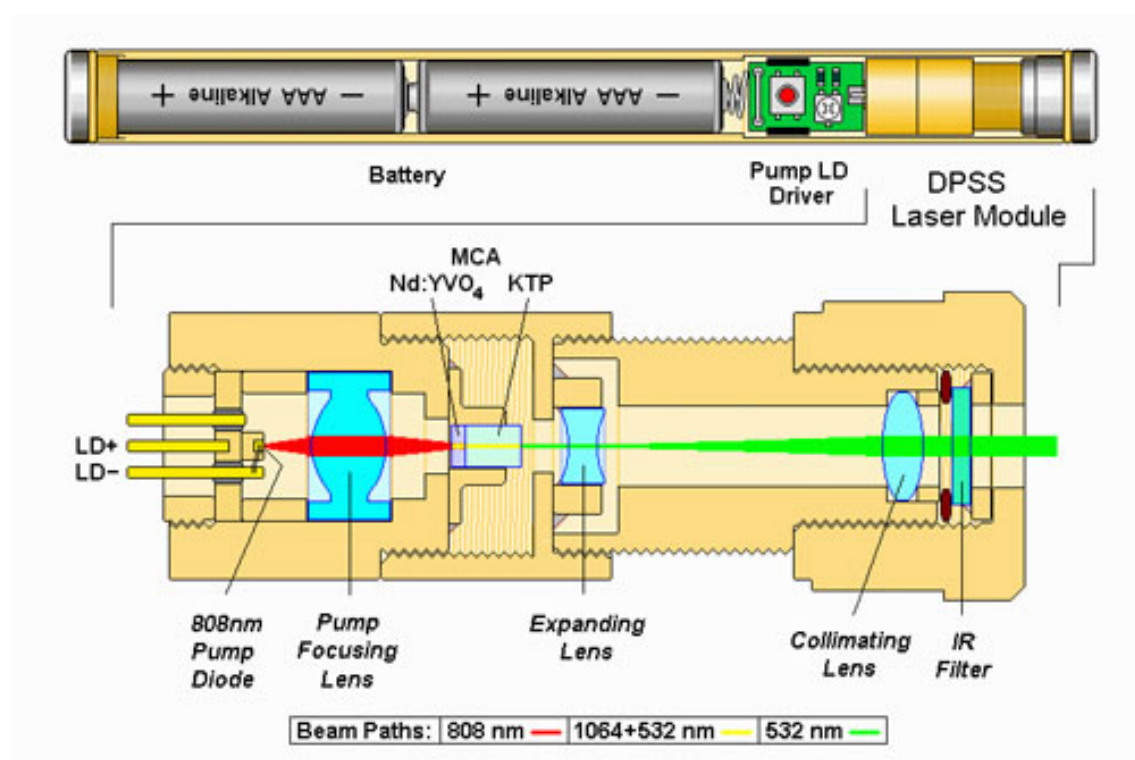 + AAA Alkaline −
+ AAA Alkaline −
Battery
Pump LD
Driver
DPSS
Laser Module
MCA
Nd:YVO4 KTP
LD+
LD−
808nm
Pump
Diode
Pump
Focusing
Lens
Expanding
Lens
Collimating
Lens
IR
Filter
Beam Paths: 808 nm 1064+532 nm 532 nm